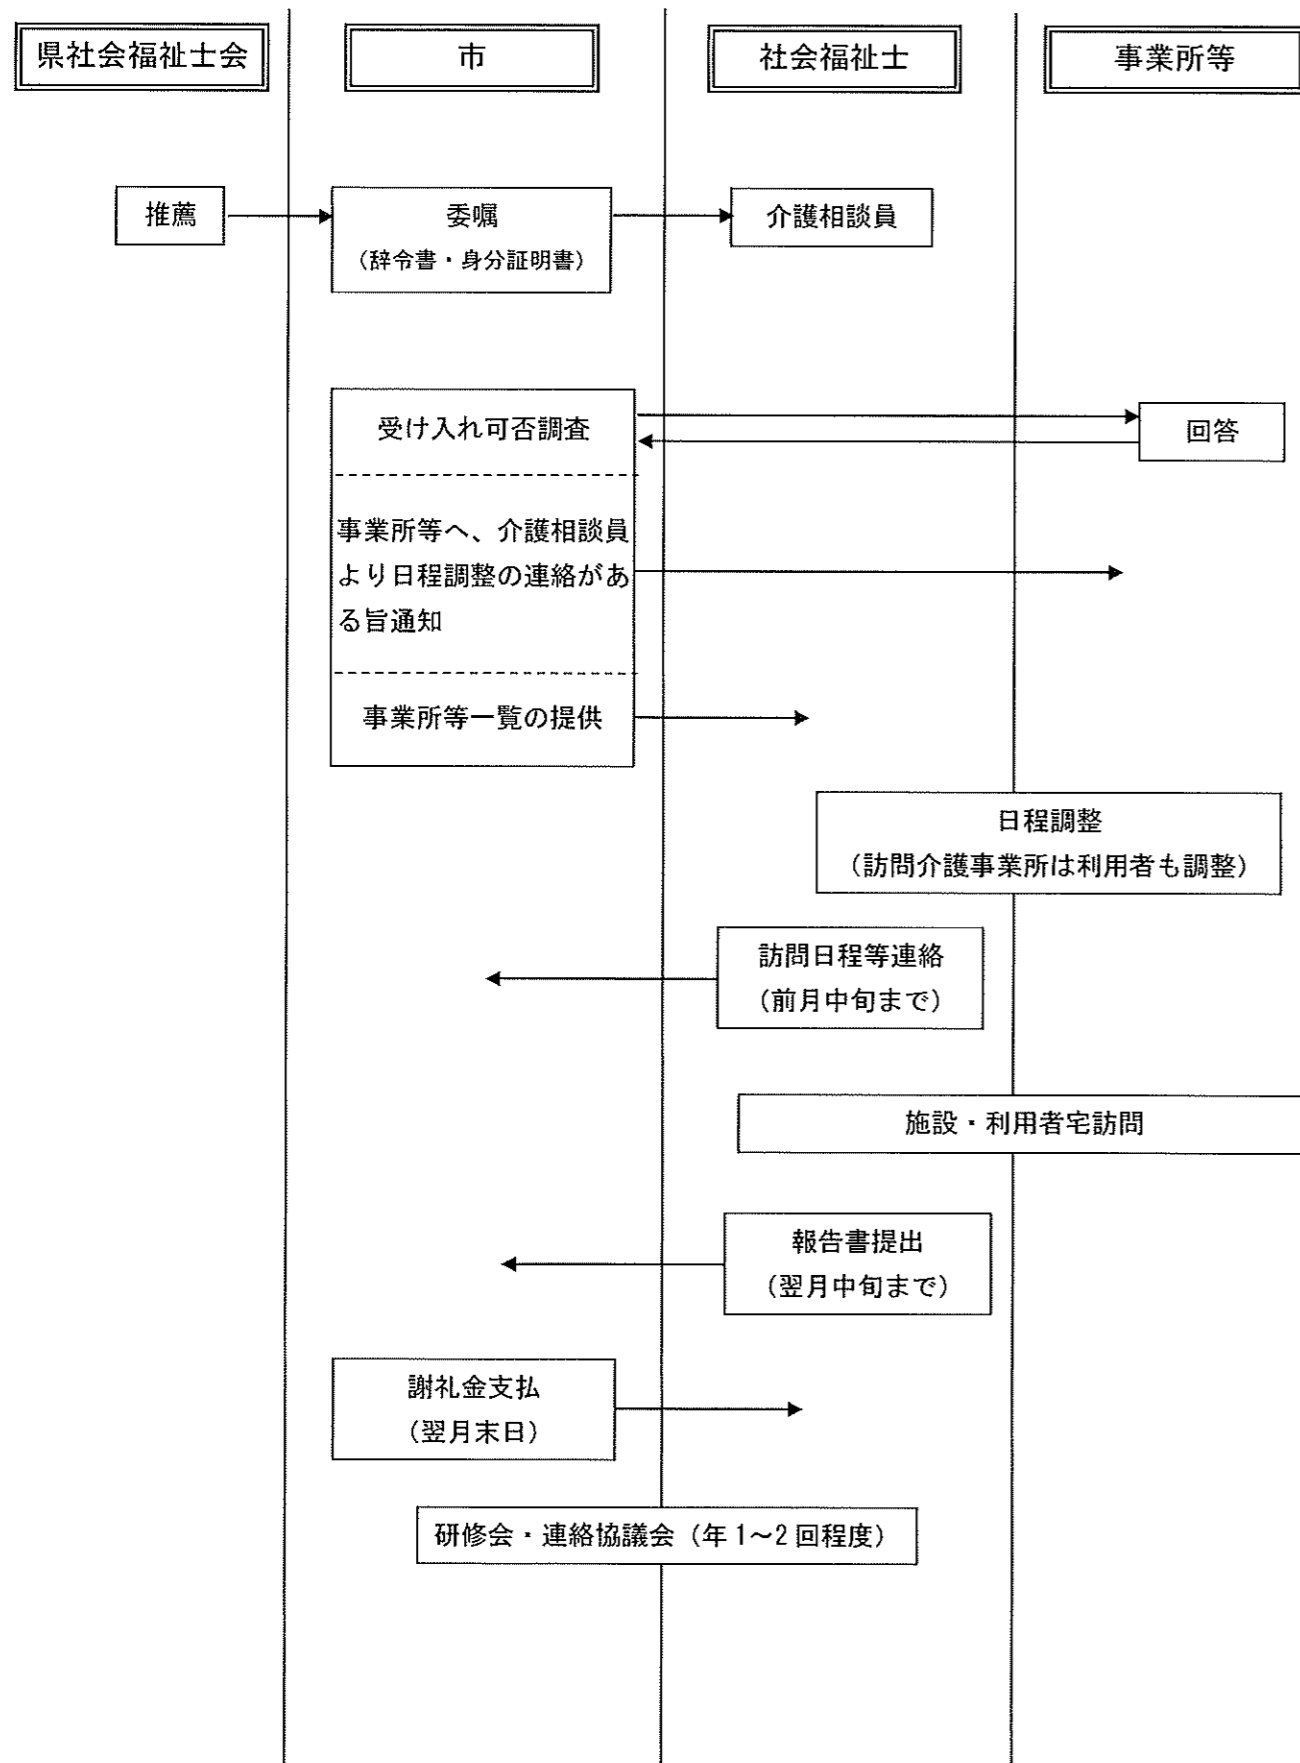 県社会福祉士会
市
社会福祉士
事業所等
推薦
委嘱
（辞令書・身分証明書）
介護相談員
受け入れ可否調査
回答
事業所等へ、介護相談員
より日程調整の連絡があ
る旨通知
事業所等一覧の提供
日程調整
（訪問介護事業所は利用者も調整）
訪問日程等連絡
（前月中旬まで）
施設・利用者宅訪問
報告書提出
（翌月中旬まで）
謝礼金支払
（翌月末日）
研修会・連絡協議会（年1～2回程度）